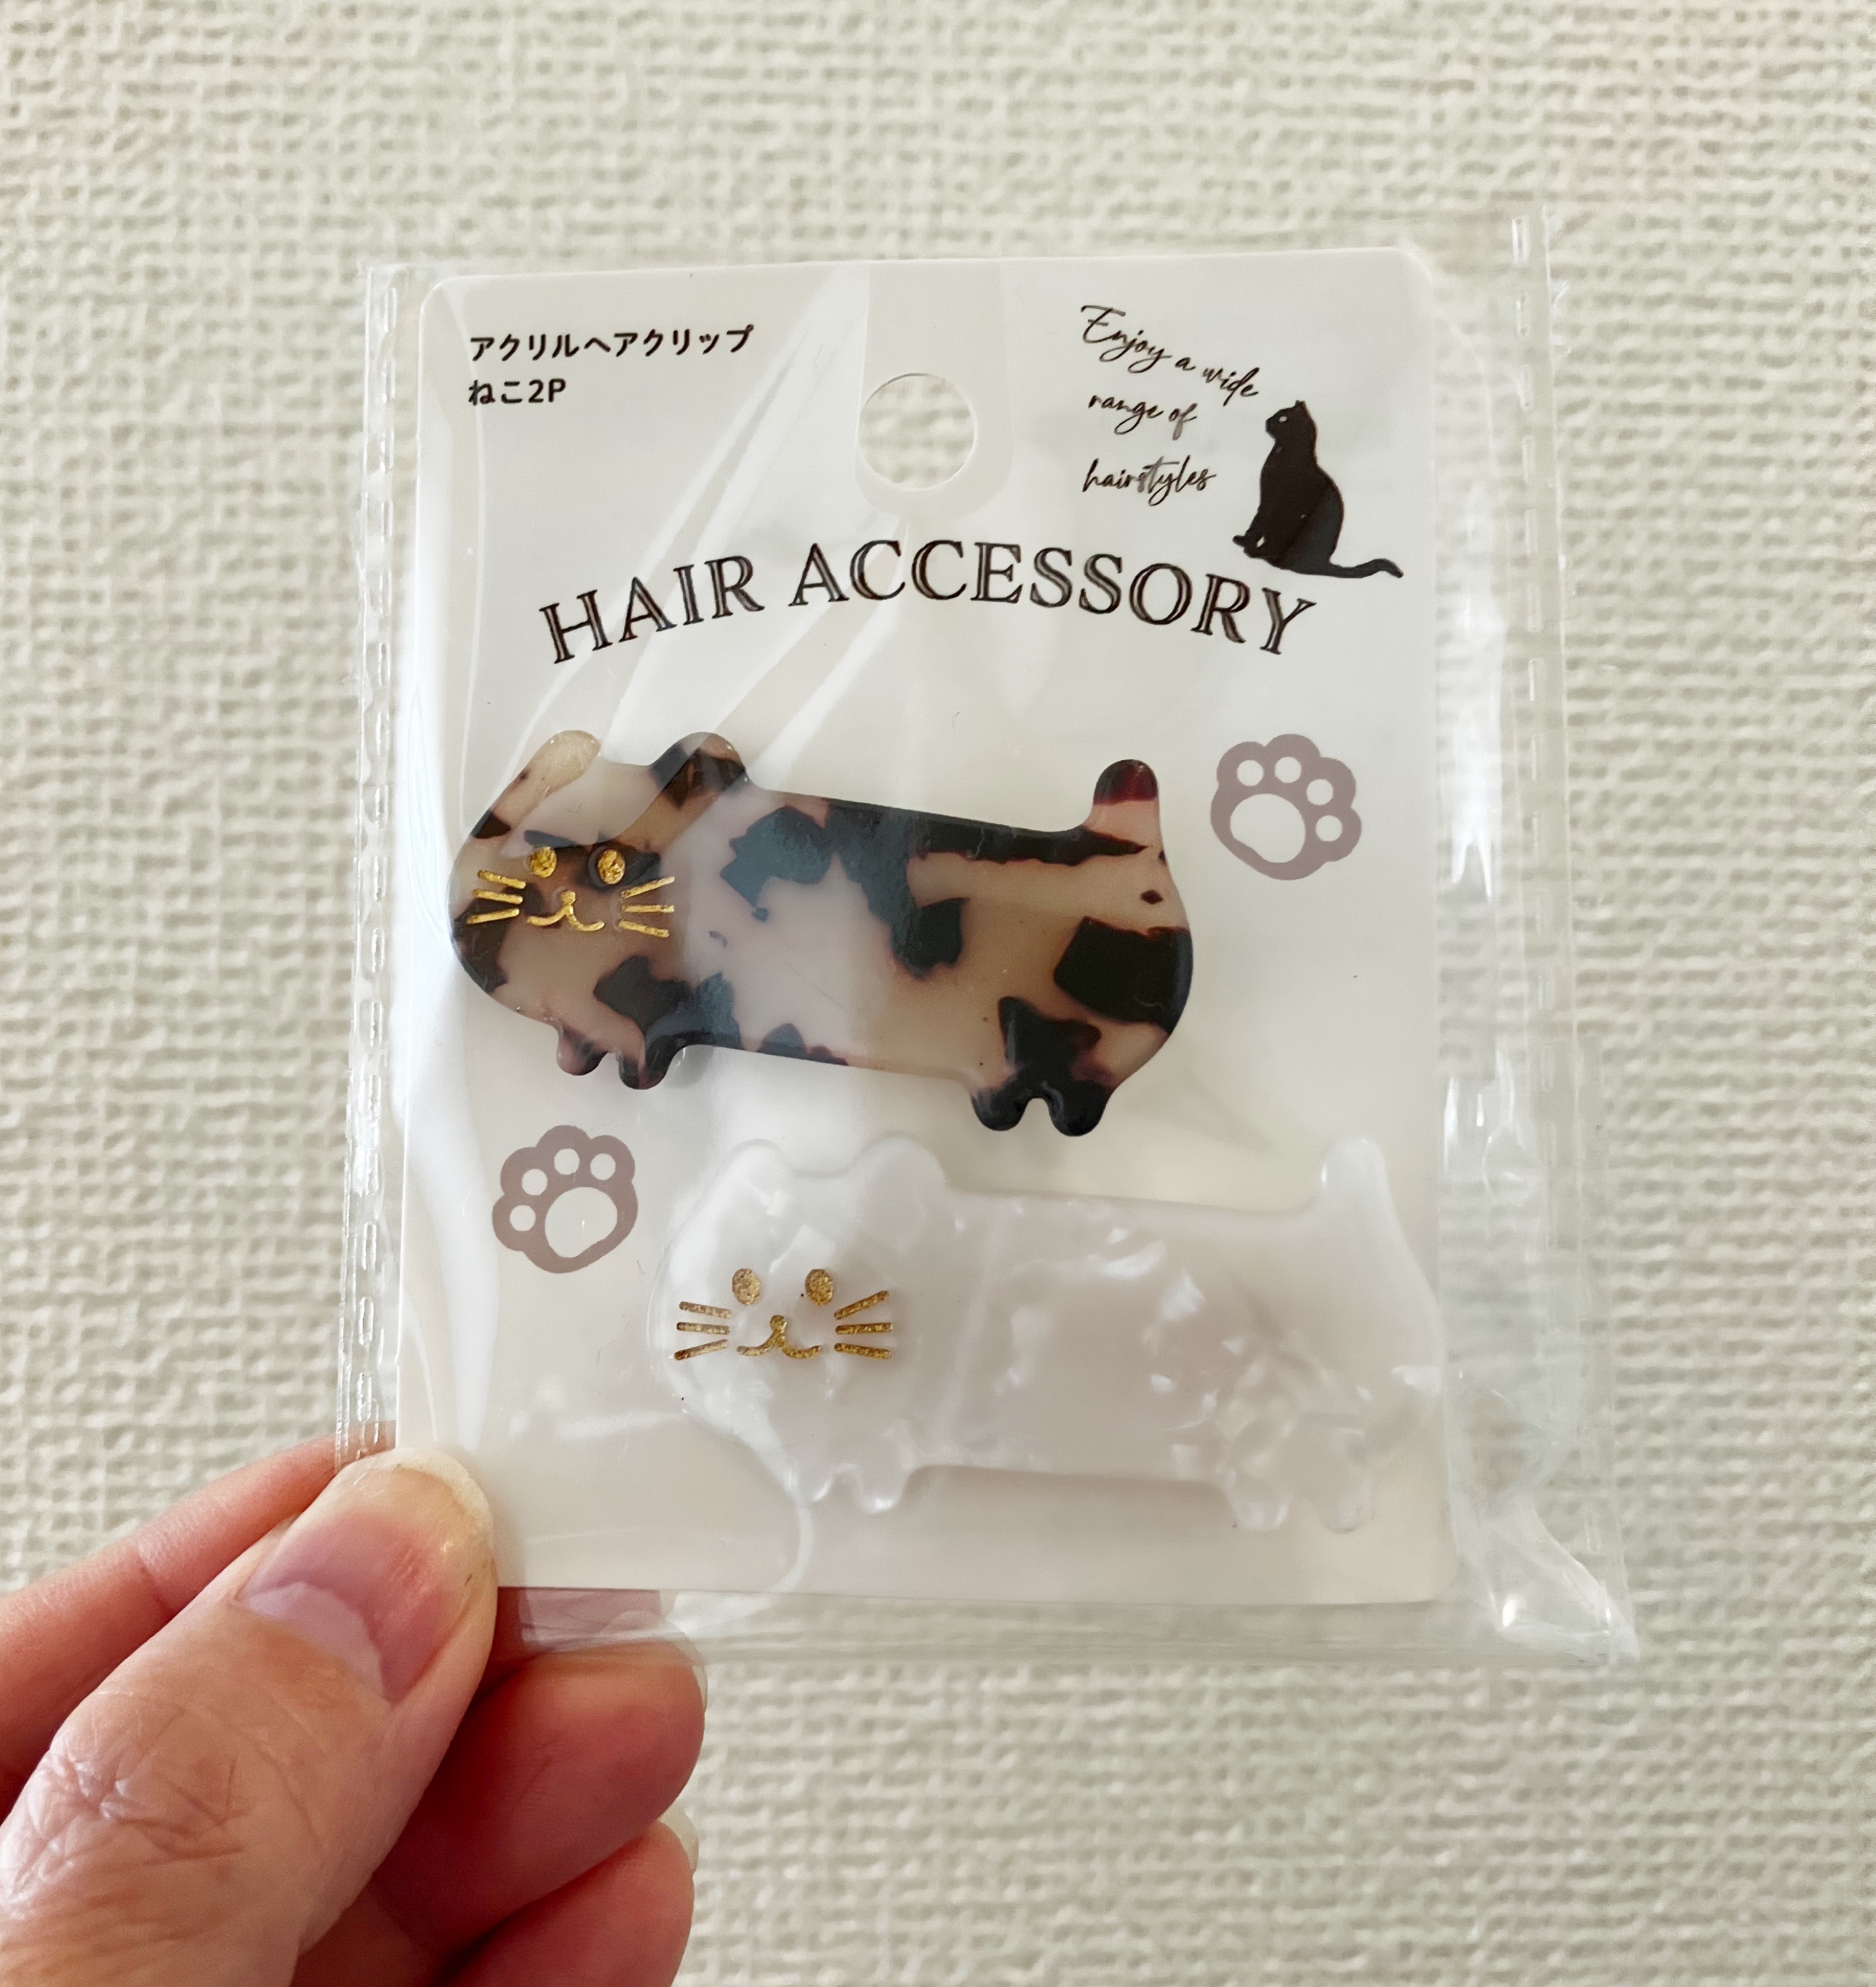 アクリルヘアクリップ
ねこ2P
Enjoy a wide
range of
hairstyles
HAIR ACCESSORY